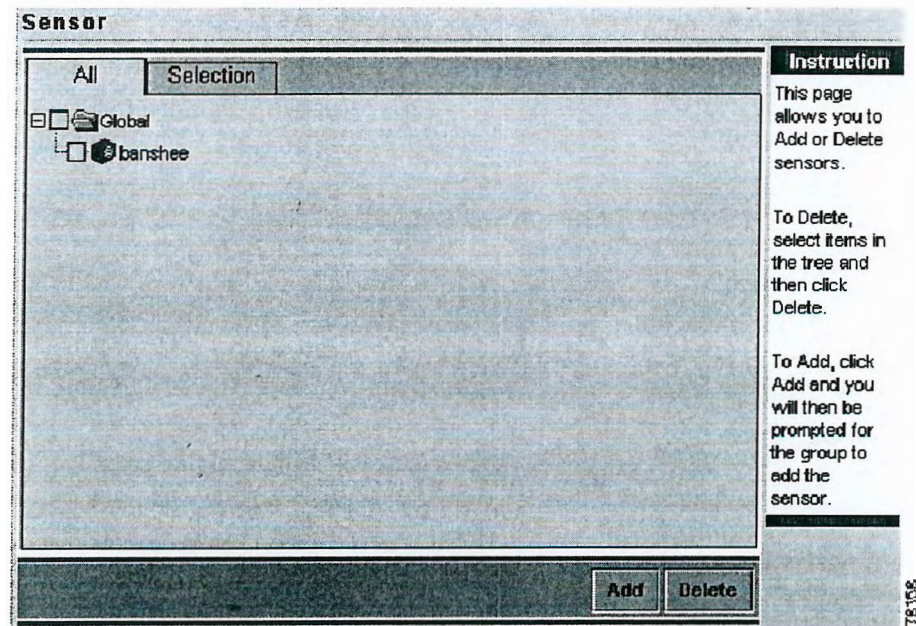 Sensor
All
Selection
Global
banshee
Instruction
This page
allows you to
Add or Delete
sensors.
To Delete,
select items in
the tree and
then click
Delete.
To Add, click
Add and you
will then be
prompted for
the group to
add the
sensor.
Add
Delete
78158